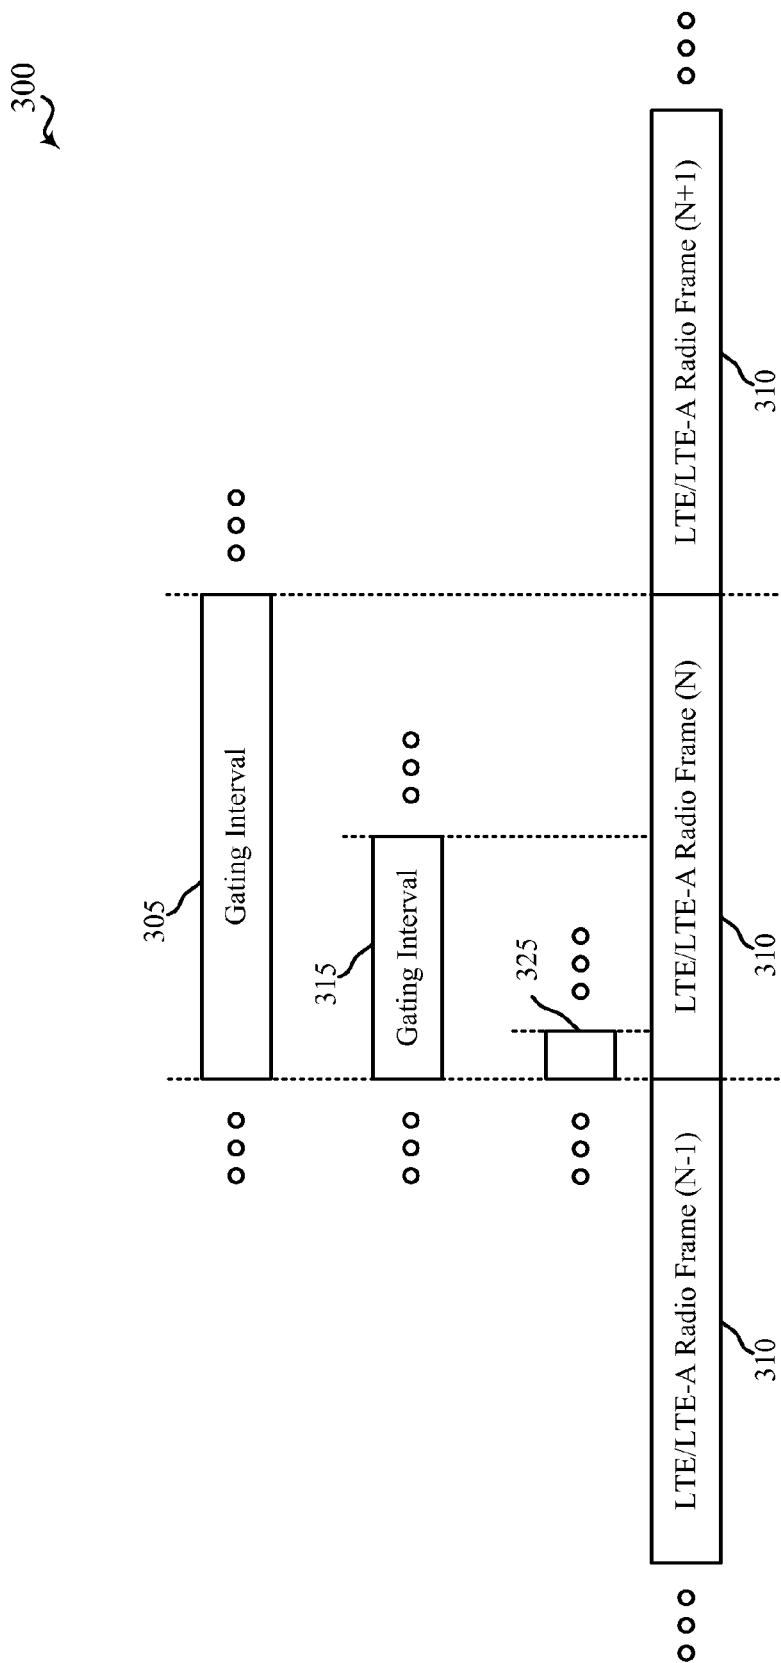 300
305
Gating Interval
315
Gating Interval
325
LTE/LTE-A Radio Frame (N-1)
LTE/LTE-A Radio Frame (N)
LTE/LTE-A Radio Frame (N+1)
310
310
310